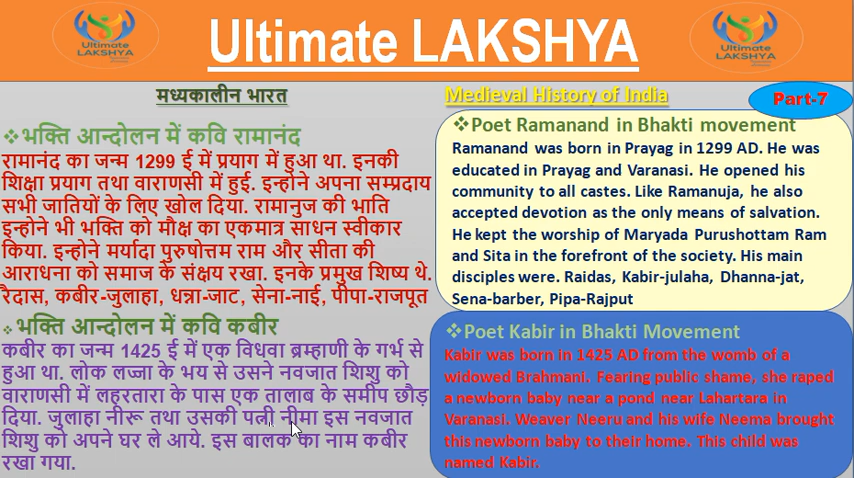 Ultimate
LAKSHYA
Ultimate LAKSHYA
Ultimate
LAKSHYA
मध्यकालीन भारत
❖भक्ति आन्दोलन में कवि रामानंद
रामानंद का जन्म 1299 ई में प्रयाग में हुआ था. इनकी
शिक्षा प्रयाग तथा वाराणसी में हुई. इन्होने अपना सम्प्रदाय
सभी जातियों के लिए खोल दिया. रामानुज की भाति
इन्होने भी भक्ति को मौक्ष का एकमात्र साधन स्वीकार
किया. इन्होने मर्यादा पुरुषोत्तम राम और सीता की
आराधना को समाज के संक्षय रखा. इनके प्रमुख शिष्य थे.
रैदास, कबीर-जुलाहा, धन्ना-जाट, सेना-नाई, पीपा-राजपूत
❖भक्ति आन्दोलन में कवि कबीर
कबीर का जन्म 1425 ई में एक विधवा ब्रम्हाणी के गर्भ से
हुआ था. लोक लज्जा के भय से उसने नवजात शिशु को
वाराणसी में लहरतारा के पास एक तालाब के समीप छौड़
दिया. जुलाहा नीरू तथा उसकी पत्नी नीमा इस नवजात
शिशु को अपने घर ले आये. इस बालक का नाम कबीर
रखा गया.
Medieval History of India
Part-7
❖Poet Ramanand in Bhakti movement
Ramanand was born in Prayag in 1299 AD. He was
educated in Prayag and Varanasi. He opened his
community to all castes. Like Ramanuja, he also
accepted devotion as the only means of salvation.
He kept the worship of Maryada Purushottam Ram
and Sita in the forefront of the society. His main
disciples were. Raidas, Kabir-julaha, Dhanna-jat,
Sena-barber, Pipa-Rajput
❖Poet Kabir in Bhakti Movement
Kabir was born in 1425 AD from the womb of a
widowed Brahmani. Fearing public shame, she raped
a newborn baby near a pond near Lahartara in
Varanasi. Weaver Neeru and his wife Neema brought
this newborn baby to their home. This child was
named Kabir.